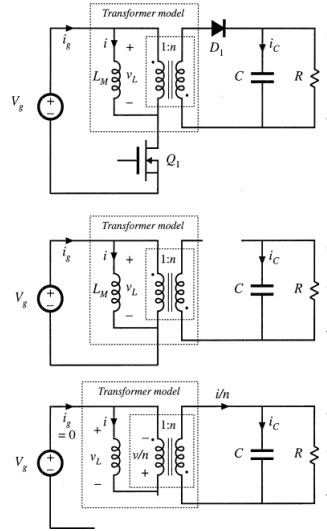 Transformer model
i_g
i
+
1:n
D_1
i_C
L_M
v_L
C
R
V_g
+
−
−
Q_1
Transformer model
i_g
i
+
1:n
i_C
L_M
v_L
C
R
V_g
+
−
−
Transformer model
i/n
i_g
= 0
i
+
1:n
i_C
v_L
−
v/n
+
C
R
V_g
+
−
−